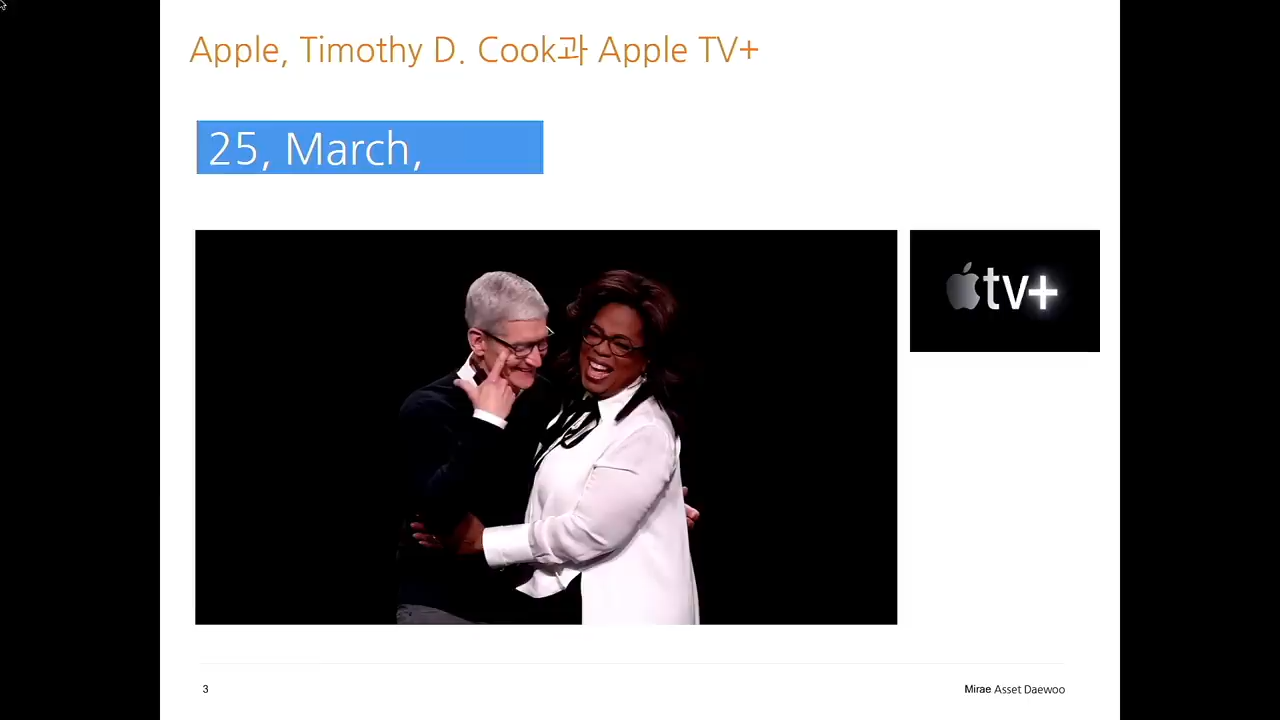 Apple, Timothy D. Cook과 Apple TV+
25, March,
tv+
3
Mirae Asset Daewoo